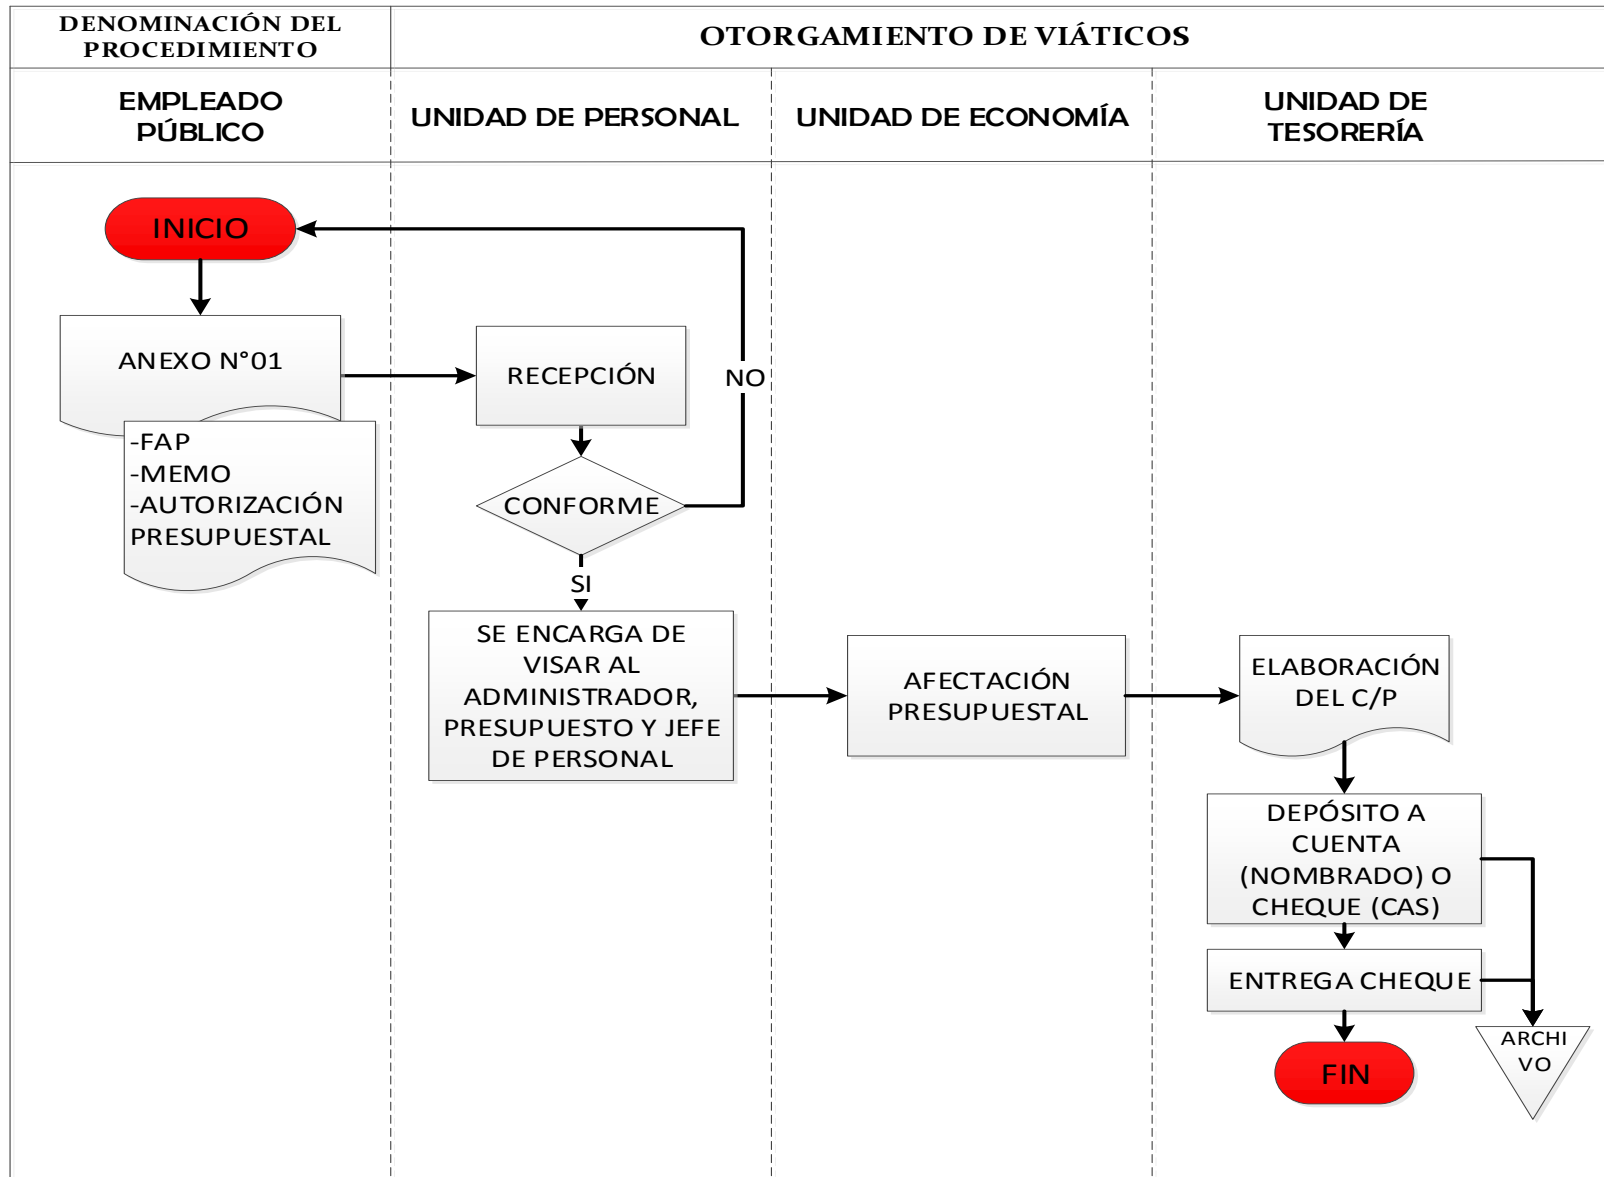 DENOMINACIÓN DEL
PROCEDIMIENTO
OTORGAMIENTO DE VIÁTICOS
EMPLEADO
PÚBLICO
UNIDAD DE PERSONAL
UNIDAD DE ECONOMÍA
UNIDAD DE
TESORERÍA
INICIO
ANEXO N°01
-FAP
-MEMO
-AUTORIZACIÓN
PRESUPUESTAL
RECEPCIÓN
NO
CONFORME
SI
SE ENCARGA DE
VISAR AL
ADMINISTRADOR,
PRESUPUESTO Y JEFE
DE PERSONAL
AFECTACIÓN
PRESUPUESTAL
ELABORACIÓN
DEL C/P
DEPÓSITO A
CUENTA
(NOMBRADO) O
CHEQUE (CAS)
ENTREGA CHEQUE
ARCHI
VO
FIN